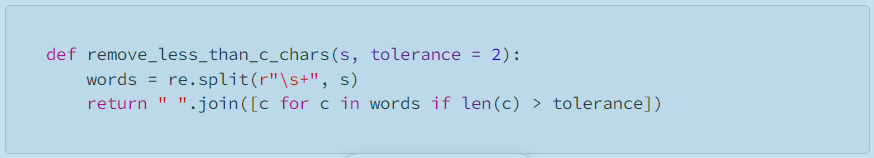 def remove_less_than_c_chars(s, tolerance = 2):
    words = re.split(r"\s+", s)
    return " ".join([c for c in words if len(c) > tolerance])